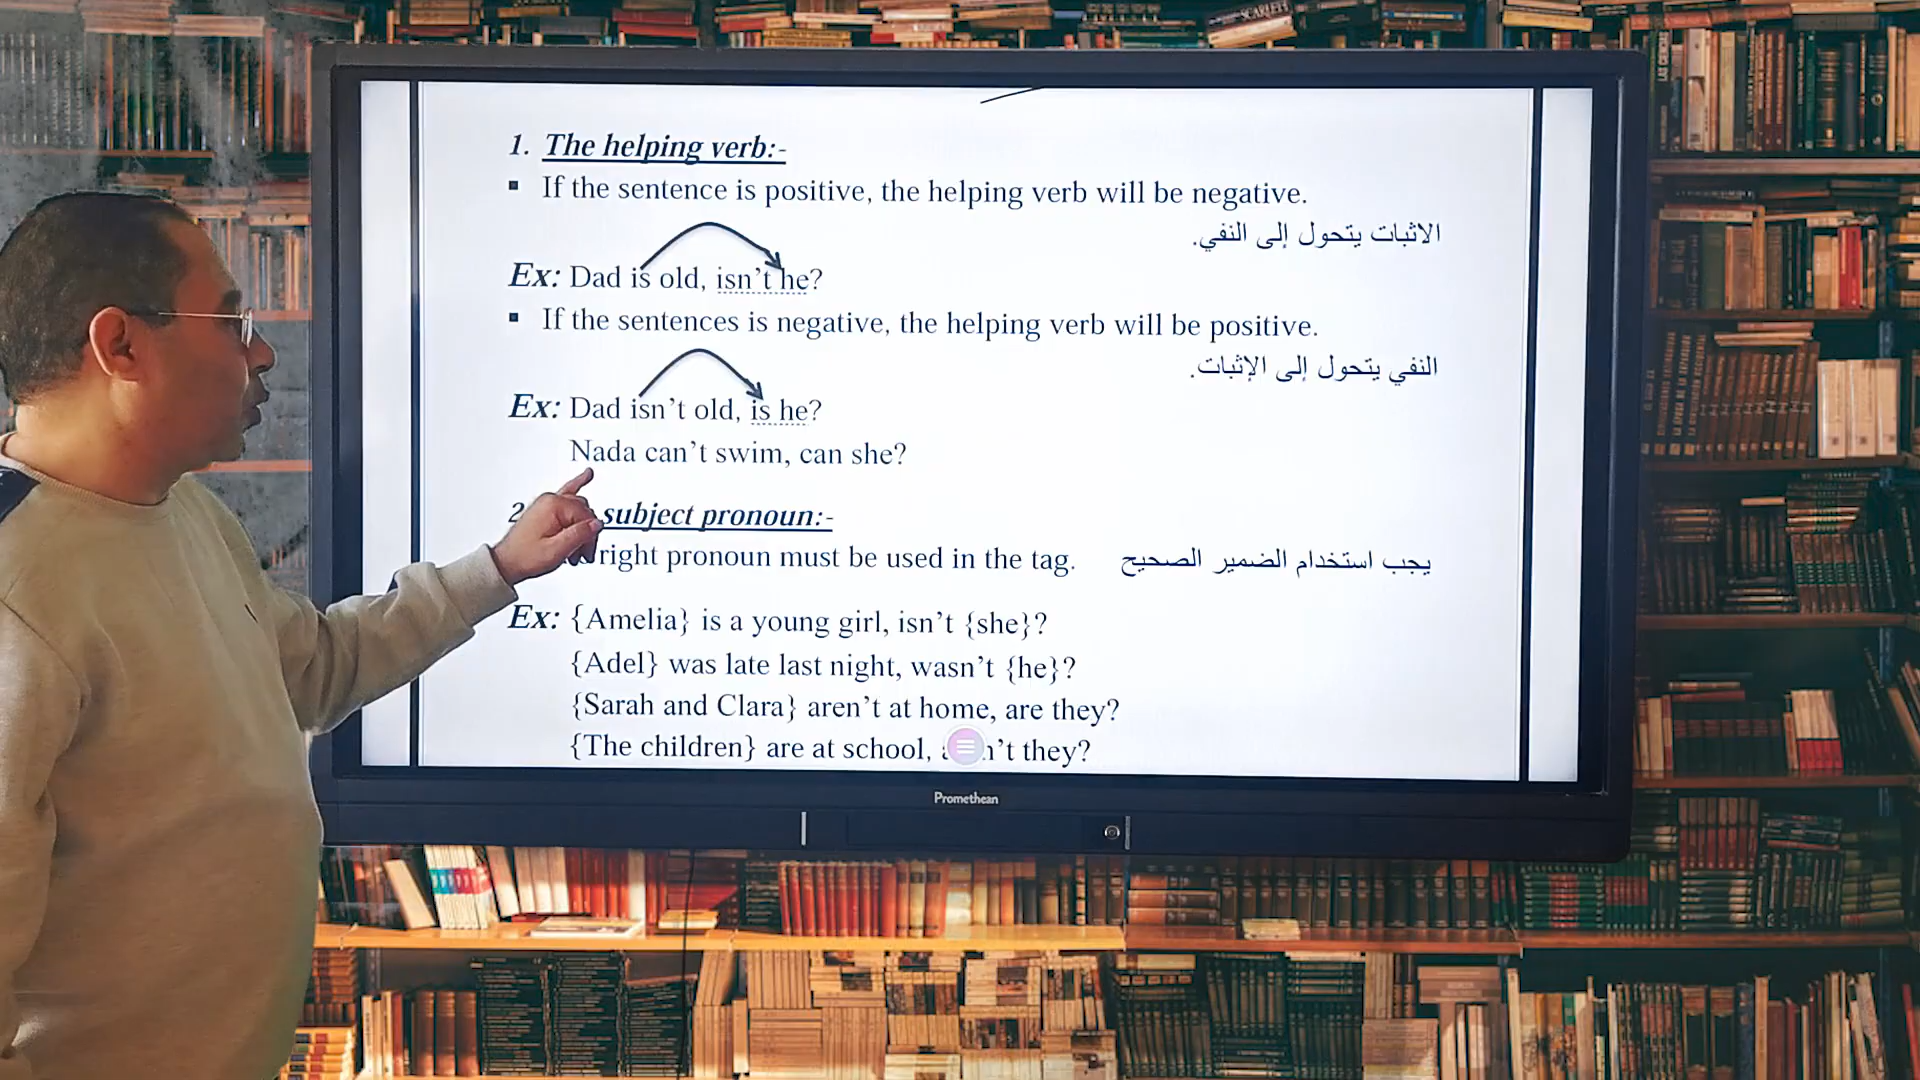 1. The helping verb:-
▪ If the sentence is positive, the helping verb will be negative.
الاثبات يتحول إلى النفي.
Ex: Dad is old, isn't he?
▪ If the sentences is negative, the helping verb will be positive.
النفي يتحول إلى الإثبات.
Ex: Dad isn't old, is he?
Nada can't swim, can she?
2. subject pronoun:-
right pronoun must be used in the tag. يجب استخدام الضمير الصحيح
Ex: {Amelia} is a young girl, isn't {she}?
{Adel} was late last night, wasn't {he}?
{Sarah and Clara} aren't at home, are they?
{The children} are at school, they?
Promethean